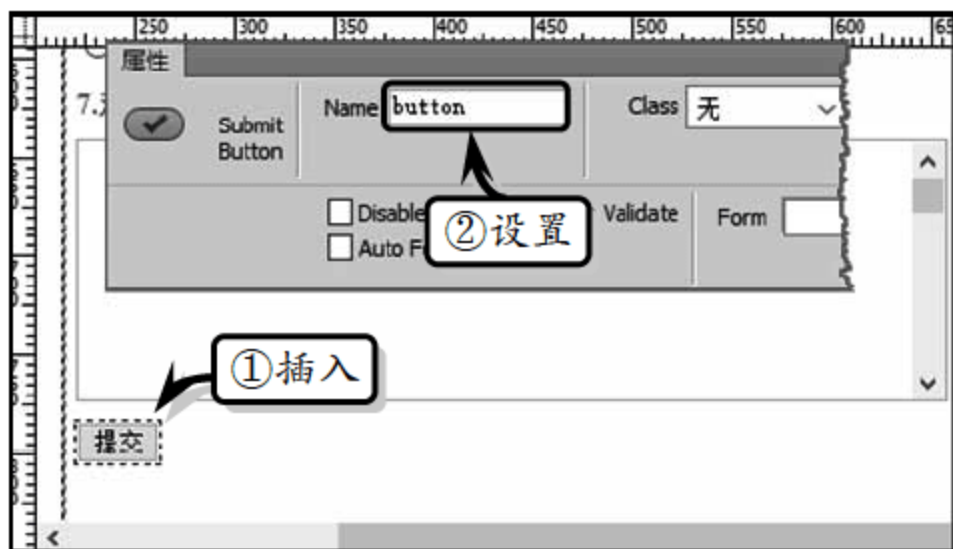 250 300 350 400 450 500 550 600 65
属性
7.
Submit
Button
Name button
Class 无
②设置
Disable
Validate
Form
Auto F
①插入
提交